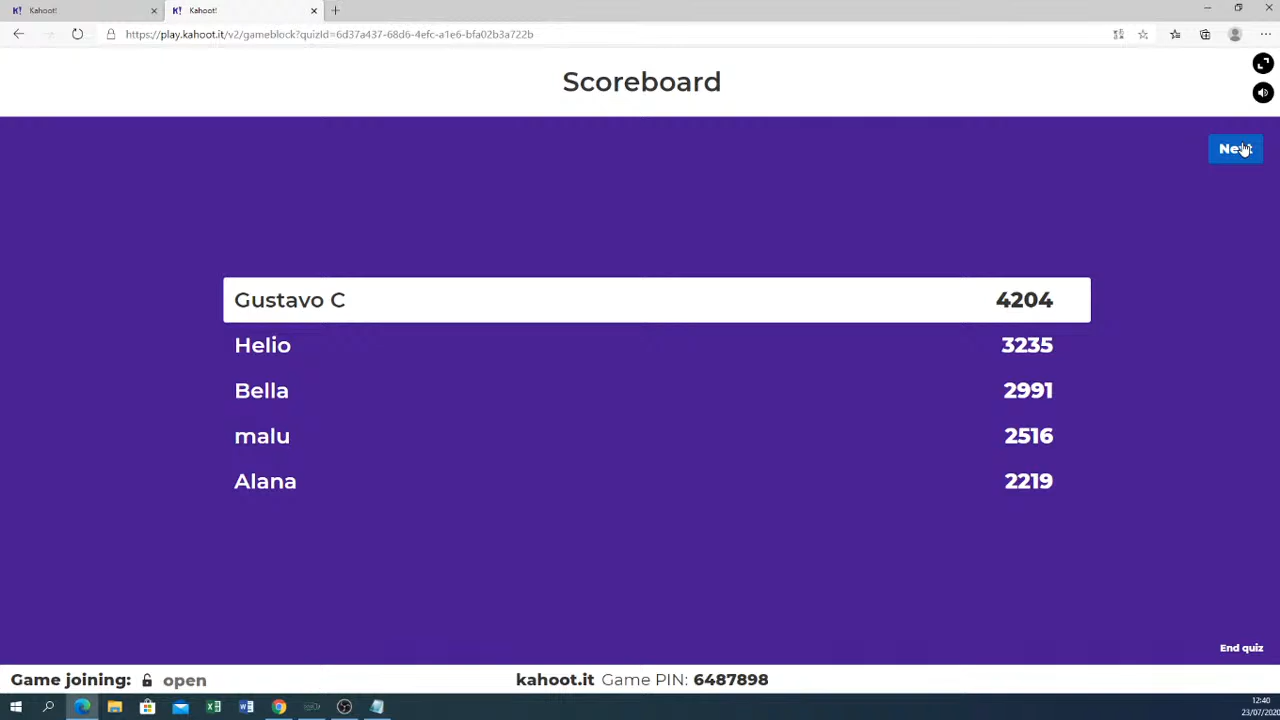 Kahoot!
Kahoot!
https://play.kahoot.it/v2/gameblock?quizId=6d37a437-68d6-4efc-a1e6-bfa02b3a722b
Scoreboard
Next
Gustavo C 4204
Helio 3235
Bella 2991
malu 2516
Alana 2219
End quiz
Game joining: open
kahoot.it Game PIN: 6487898
12:40
23/07/2020